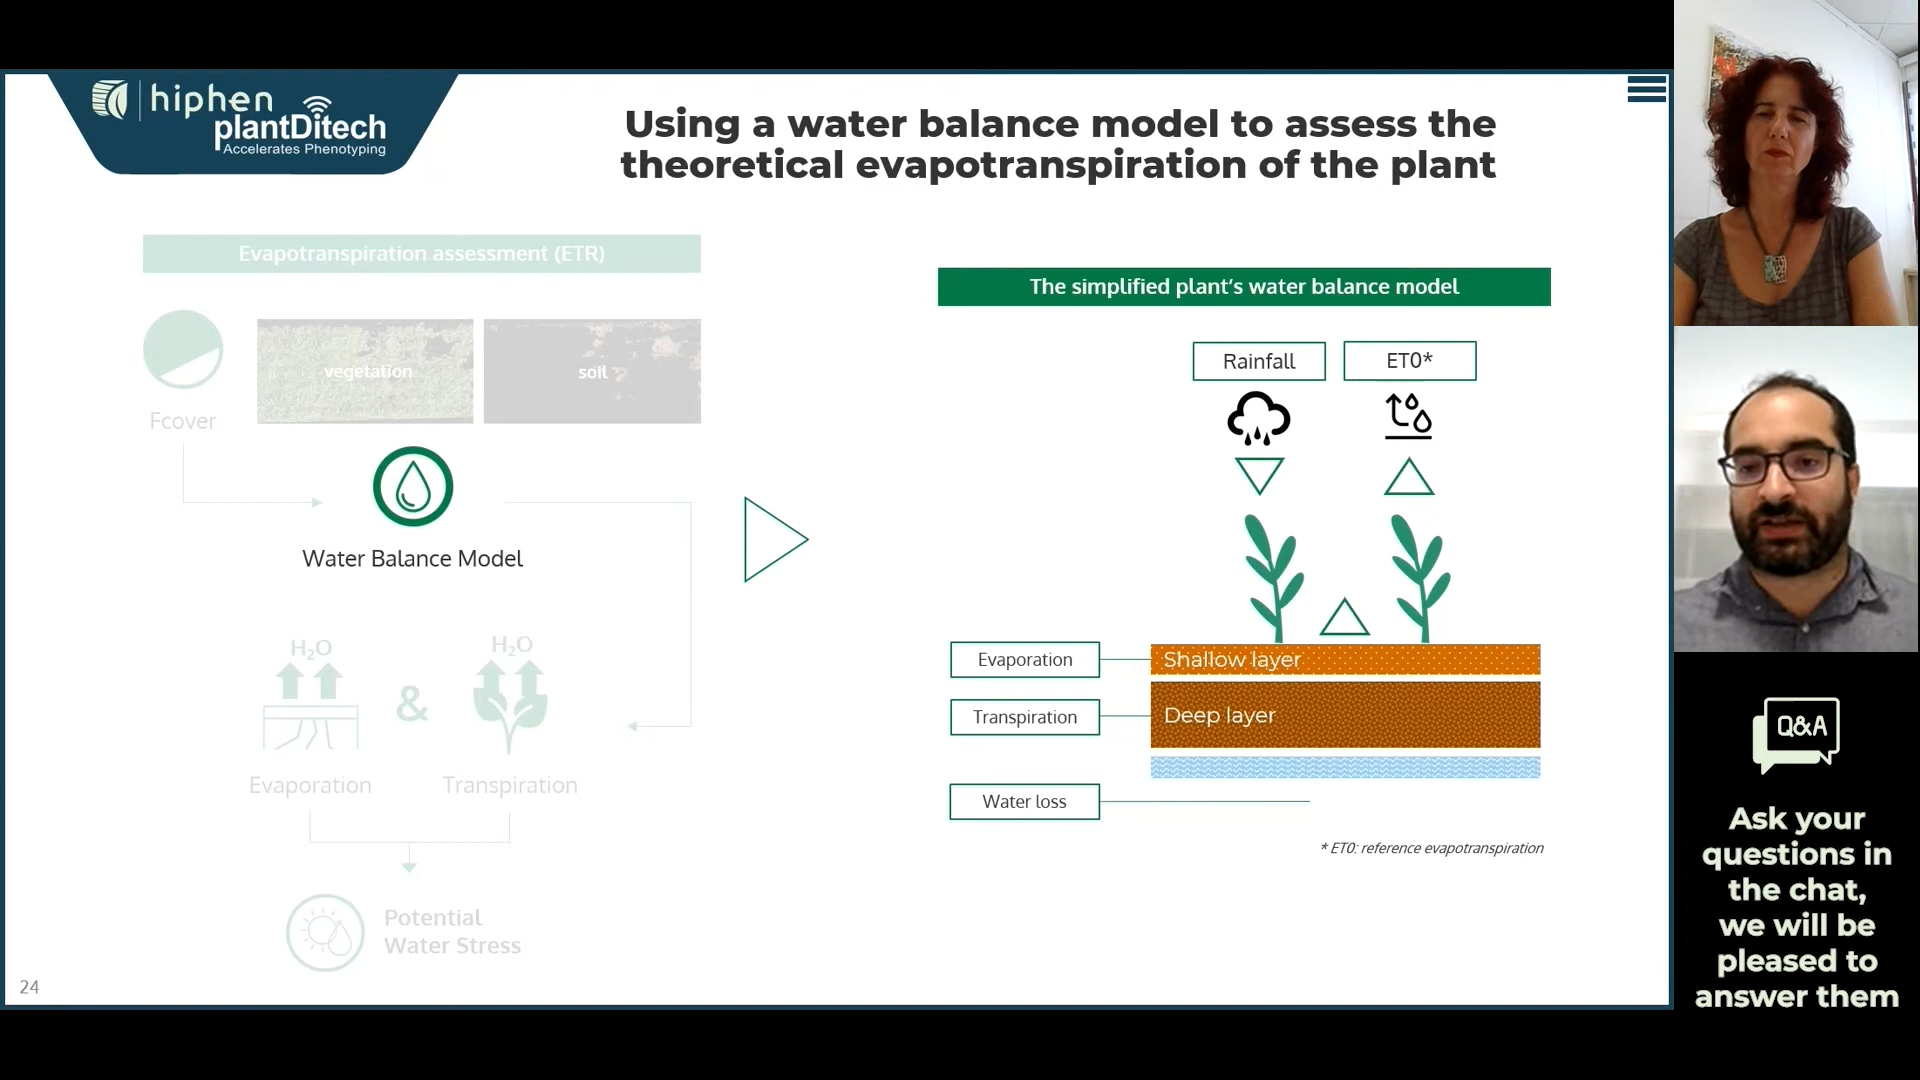 hiphen
plantDitech
Accelerates Phenotyping
Using a water balance model to assess the
theoretical evapotranspiration of the plant
Evapotranspiration assessment (ETR)
vegetation
soil
Fcover
Water Balance Model
H₂O
H₂O
&
Evaporation
Transpiration
Potential
Water Stress
24
The simplified plant’s water balance model
Rainfall
ET0*
Evaporation
Shallow layer
Transpiration
Deep layer
Water loss
* ET0: reference evapotranspiration
Q&A
Ask your
questions in
the chat,
we will be
pleased to
answer them